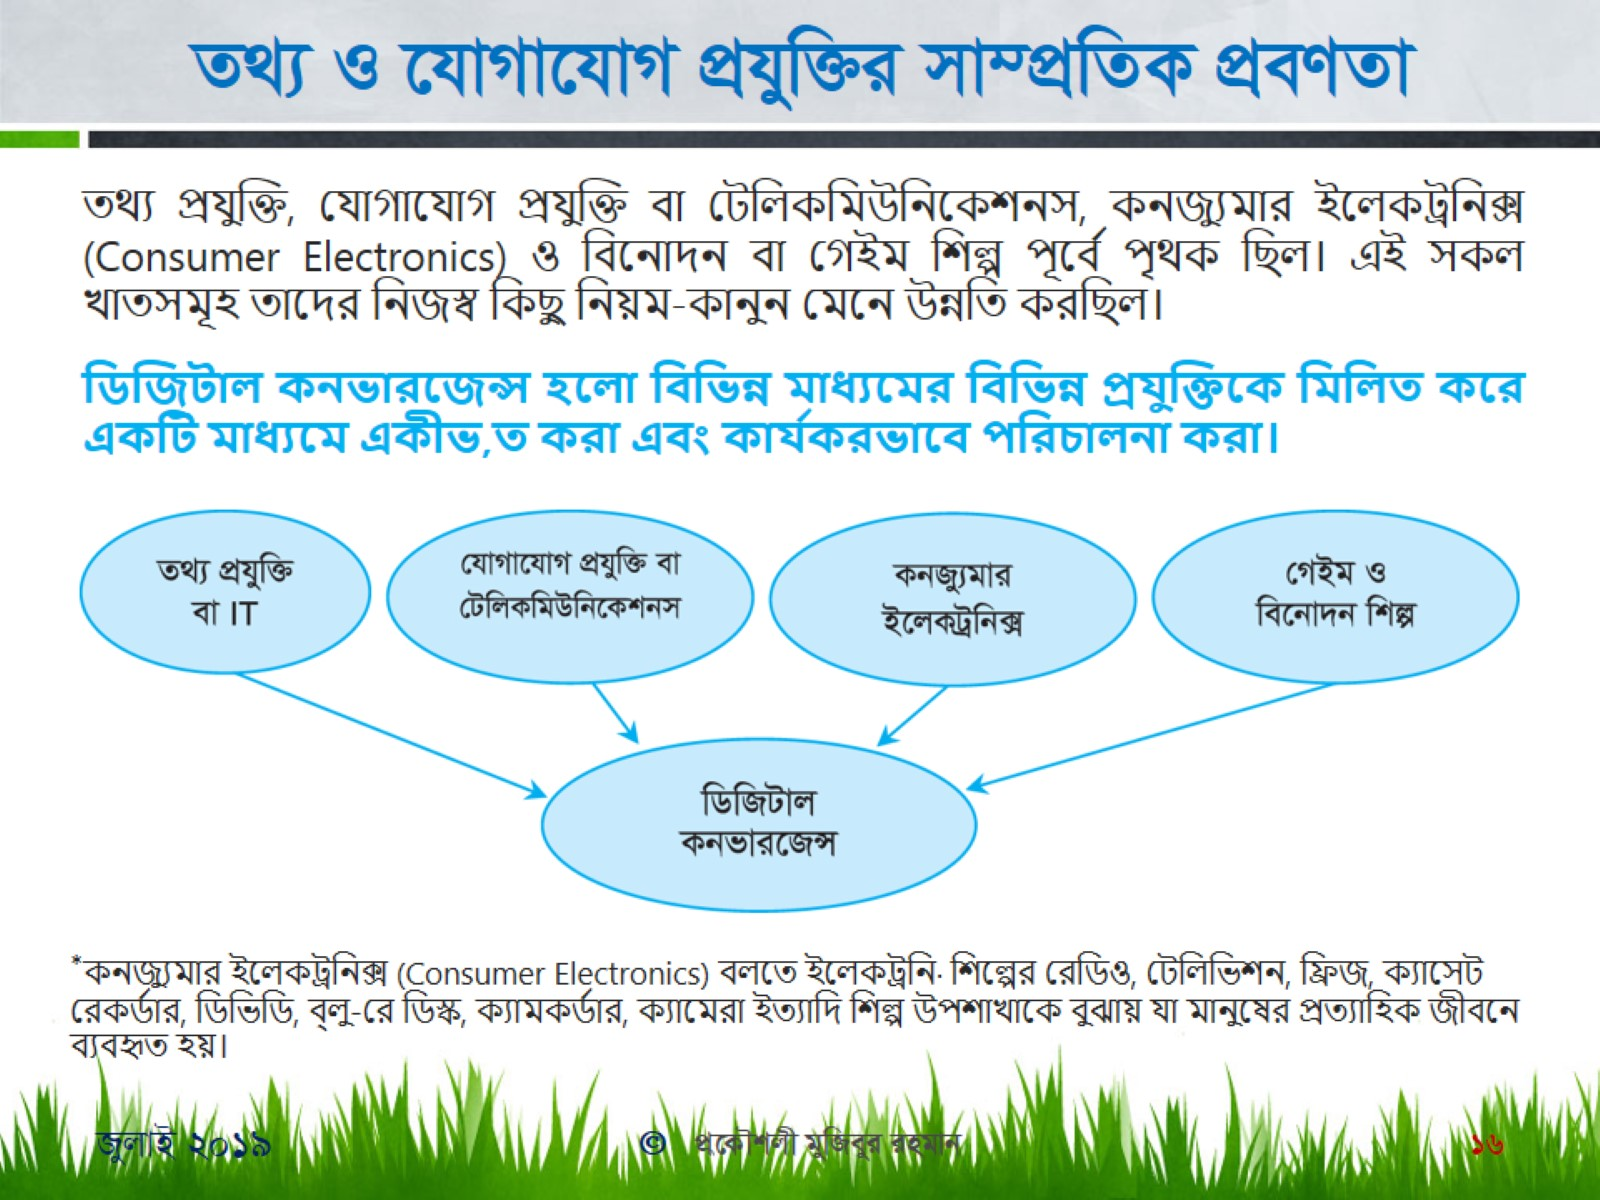 তথ্য ও যোগাযোগ প্রযুক্তির সাম্প্রতিক প্রবণতা
তথ্য প্রযুক্তি, যোগাযোগ প্রযুক্তি বা টেলিকমিউনিকেশনস, কনজ্যুমার ইলেকট্রনিক্স
(Consumer Electronics) ও বিনোদন বা গেইম শিল্প পূর্বে পৃথক ছিল। এই সকল
খাতসমূহ তাদের নিজস্ব কিছু নিয়ম-কানুন মেনে উন্নতি করছিল।
ডিজিটাল কনভারজেন্স হলো বিভিন্ন মাধ্যমের বিভিন্ন প্রযুক্তিকে মিলিত করে
একটি মাধ্যমে একীভ‚ত করা এবং কার্যকরভাবে পরিচালনা করা।
তথ্য প্রযুক্তি
বা IT
যোগাযোগ প্রযুক্তি বা
টেলিকমিউনিকেশনস
কনজ্যুমার
ইলেকট্রনিক্স
গেইম ও
বিনোদন শিল্প
ডিজিটাল
কনভারজেন্স
*কনজ্যুমার ইলেকট্রনিক্স (Consumer Electronics) বলতে ইলেকট্রনি· শিল্পের রেডিও, টেলিভিশন, ফ্রিজ, ক্যাসেট
রেকর্ডার, ডিভিডি, ব্লু-রে ডিস্ক, ক্যামকর্ডার, ক্যামেরা ইত্যাদি শিল্প উপশাখাকে বুঝায় যা মানুষের প্রত্যাহিক জীবনে
ব্যবহৃত হয়।
জুলাই ২০১৯
© প্রকৌশলী মুজিবুর রহমান
১৬